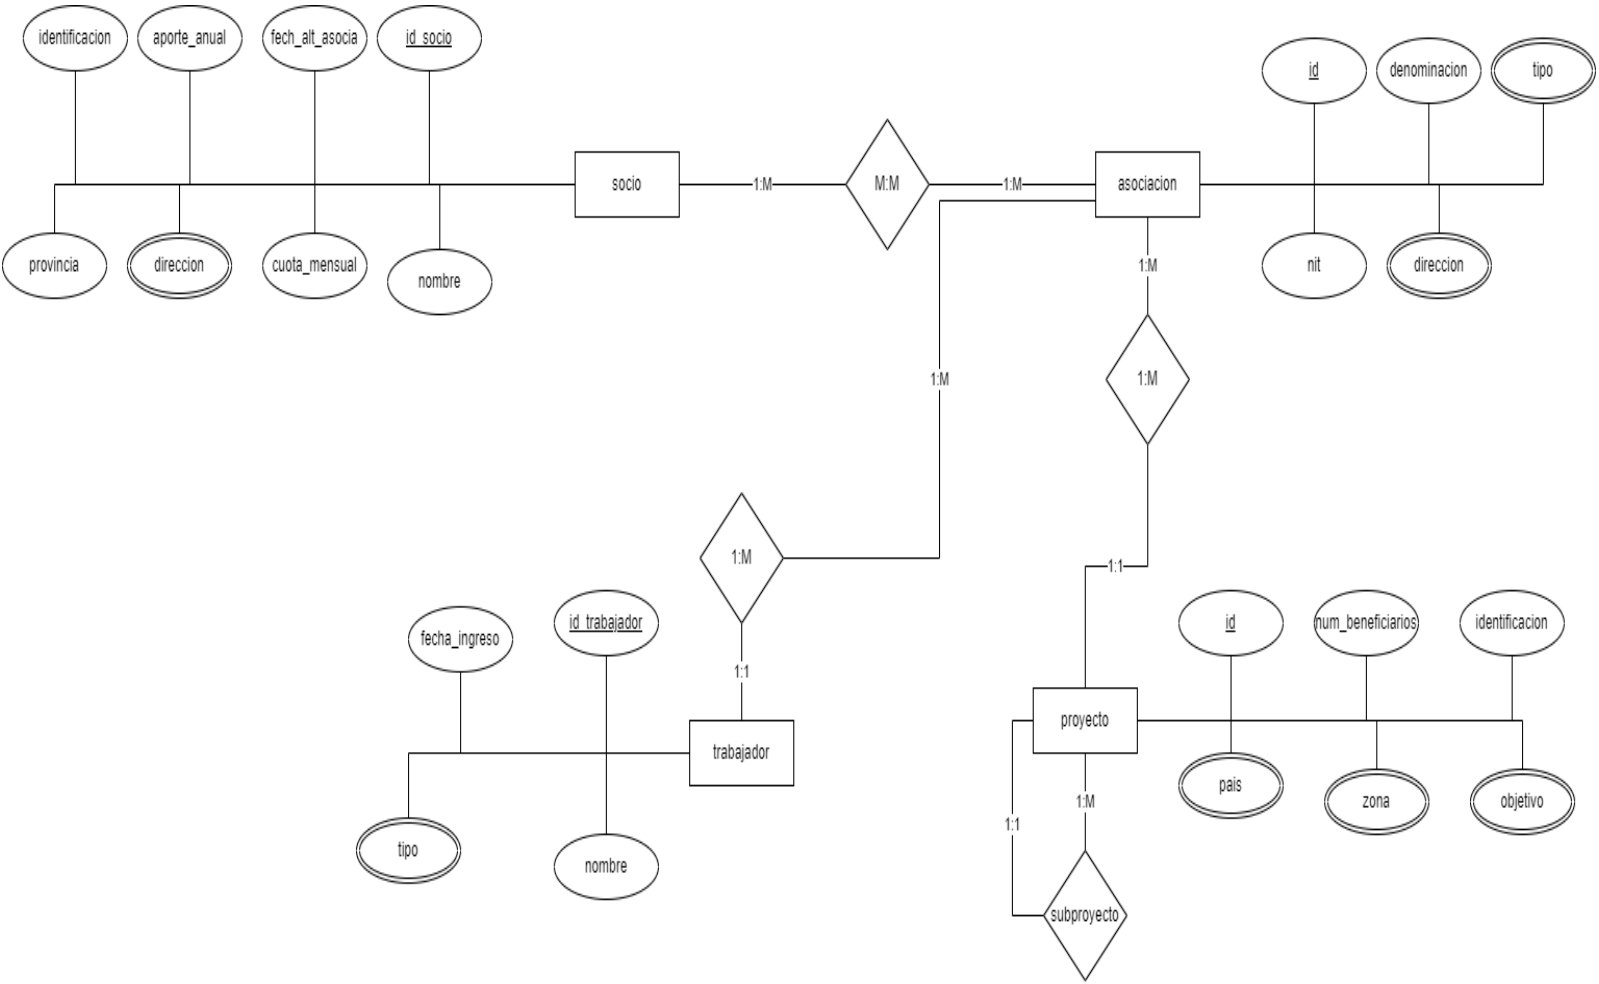 identificacion
aporte_anual
fech_alt_asocia
id_socio
id
denominacion
tipo
socio
1:M
M:M
1:M
asociacion
provincia
direccion
cuota_mensual
nombre
1:M
nit
direccion
1:M
1:M
1:M
1:1
fecha_ingreso
id_trabajador
id
num_beneficiarios
identificacion
1:1
trabajador
proyecto
pais
zona
objetivo
1:M
1:1
tipo
nombre
subproyecto